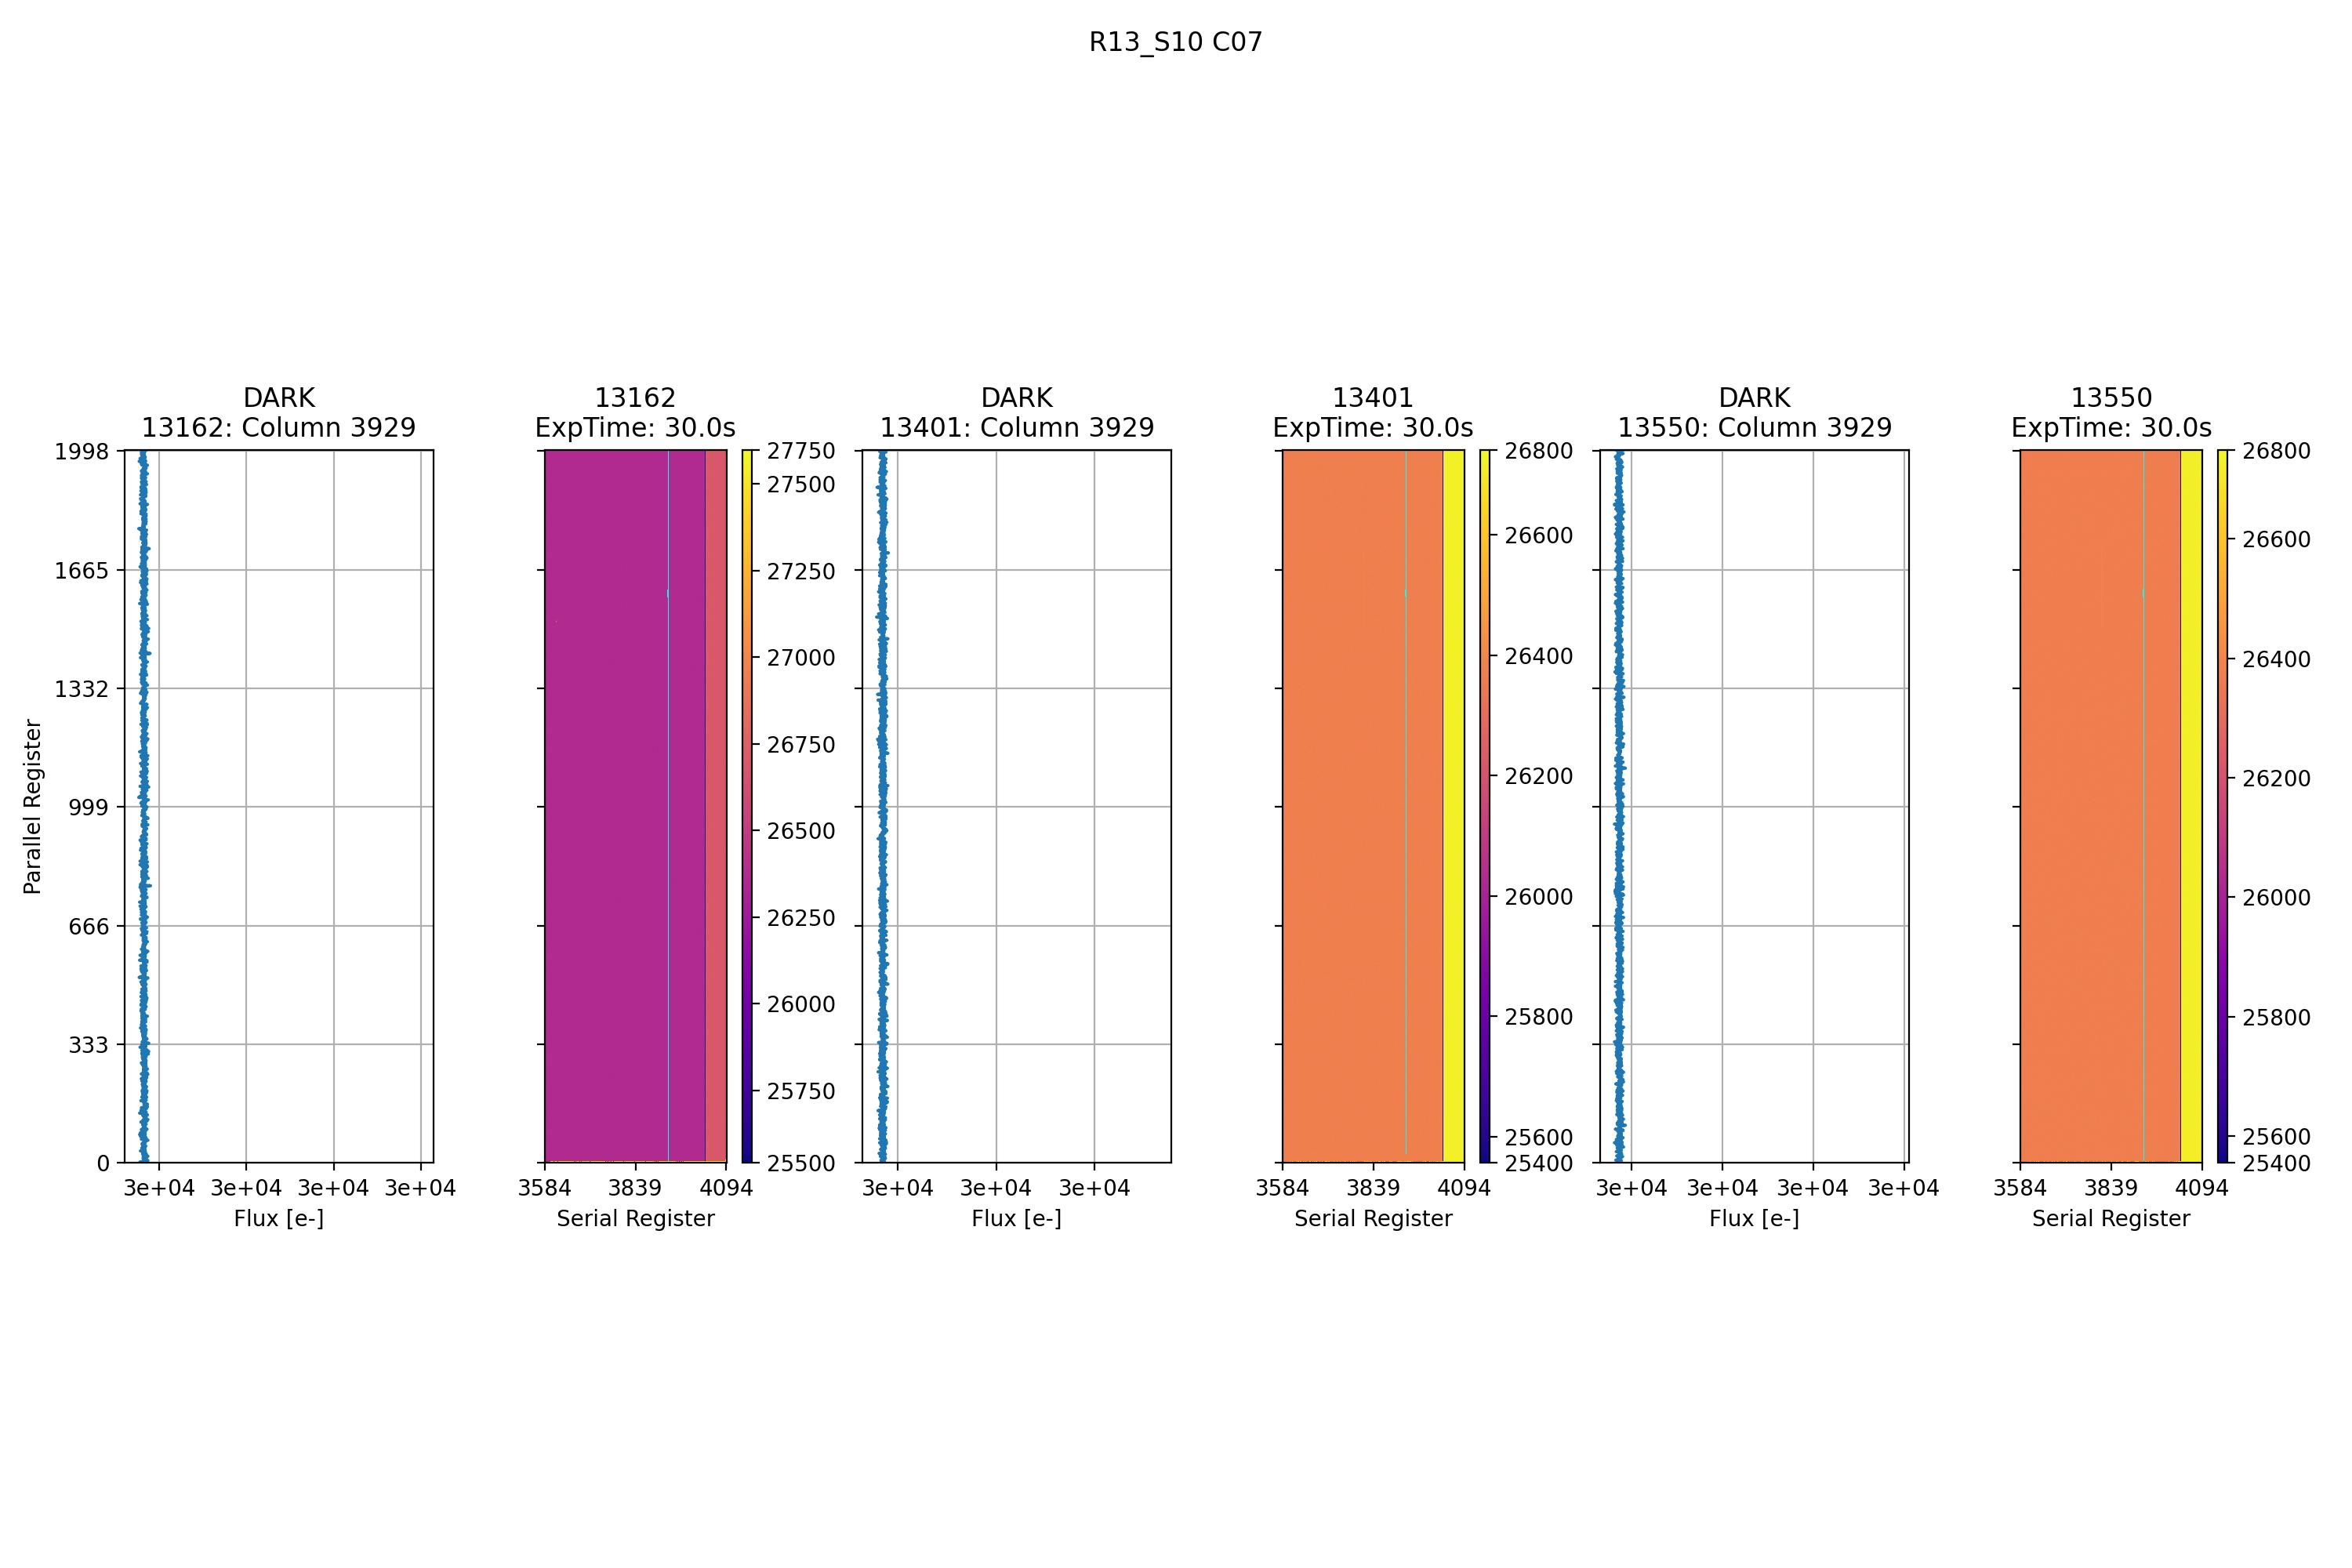 R13_S10 C07
DARK
13162: Column 3929
1998
1665
1332
999
666
333
0
Parallel Register
3e+04 3e+04 3e+04 3e+04
Flux [e-]
13162
ExpTime: 30.0s
3584 3839 4094
Serial Register
27750
27500
27250
27000
26750
26500
26250
26000
25750
25500
DARK
13401: Column 3929
3e+04 3e+04 3e+04
Flux [e-]
13401
ExpTime: 30.0s
3584 3839 4094
Serial Register
26800
26600
26400
26200
26000
25800
25600
25400
DARK
13550: Column 3929
3e+04 3e+04 3e+04 3e+04
Flux [e-]
13550
ExpTime: 30.0s
3584 3839 4094
Serial Register
26800
26600
26400
26200
26000
25800
25600
25400